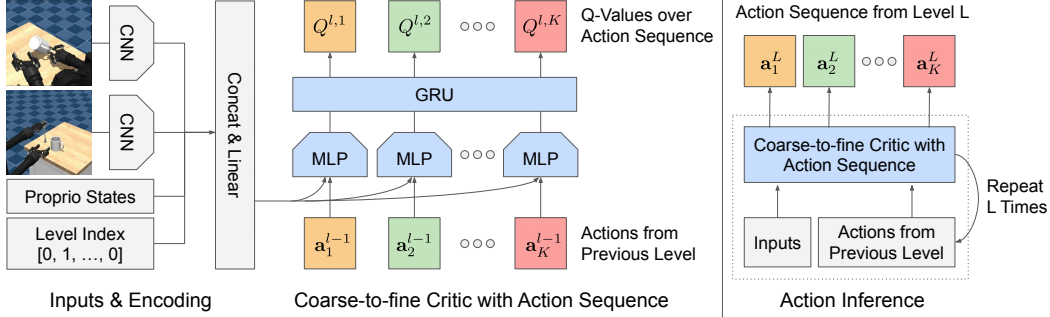 CNN
CNN
Proprio States
Level Index
[0, 1, ..., 0]
Inputs & Encoding
Concat & Linear
Q^{l,1}
Q^{l,2}
Q^{l,K}
Q-Values over
Action Sequence
GRU
MLP
MLP
MLP
a_1^{l-1}
a_2^{l-1}
a_K^{l-1}
Actions from
Previous Level
Coarse-to-fine Critic with Action Sequence
Action Sequence from Level L
a_1^L
a_2^L
a_K^L
Coarse-to-fine Critic with
Action Sequence
Repeat
L Times
Inputs
Actions from
Previous Level
Action Inference